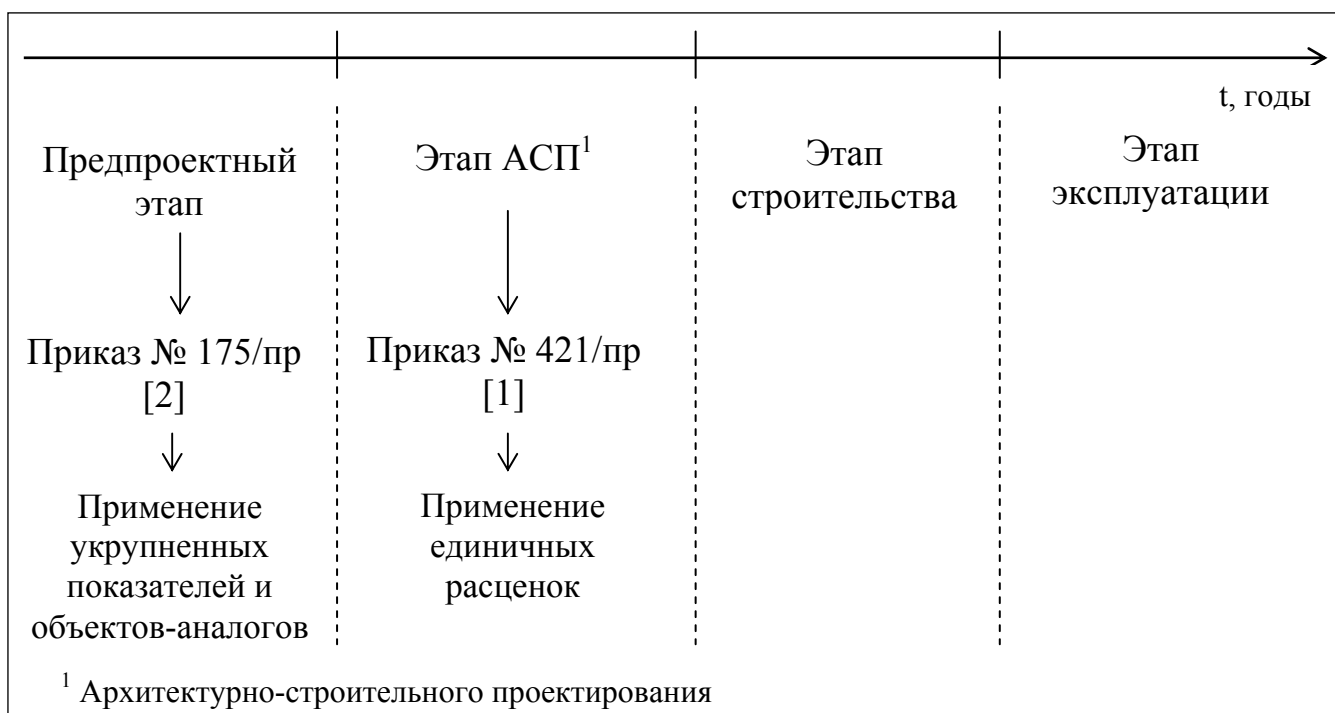 t, годы
Предпроектный
этап
Приказ № 175/пр
[2]
Применение
укрупненных
показателей и
объектов-аналогов
Этап АСП¹
Приказ № 421/пр
[1]
Применение
единичных
расценок
Этап
строительства
Этап
эксплуатации
¹ Архитектурно-строительного проектирования